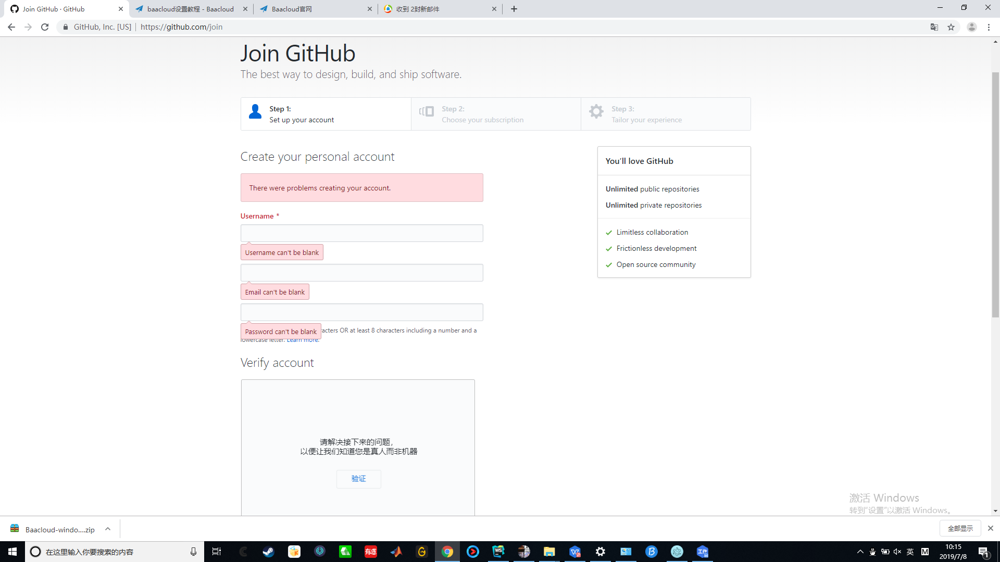 Join GitHub · GitHub
baacloud设置教程 - Baacloud
Baacloud官网
收到 2封新邮件
GitHub, Inc. [US] | https://github.com/join
Join GitHub
The best way to design, build, and ship software.
Step 1:
Set up your account
Step 2:
Choose your subscription
Step 3:
Tailor your experience
Create your personal account
There were problems creating your account.
Username *
Username can't be blank
Email can't be blank
Password can't be blank
acters OR at least 8 characters including a number and a
lowercase letter. Learn more.
Verify account
请解决接下来的问题，
以便让我们知道您是真人而非机器
验证
You'll love GitHub
Unlimited public repositories
Unlimited private repositories
Limitless collaboration
Frictionless development
Open source community
激活 Windows
转到"设置"以激活 Windows。
Baacloud-windo....zip
全部显示
在这里输入你要搜索的内容
有道
WS
工作
英
M
10:15
2019/7/8
1